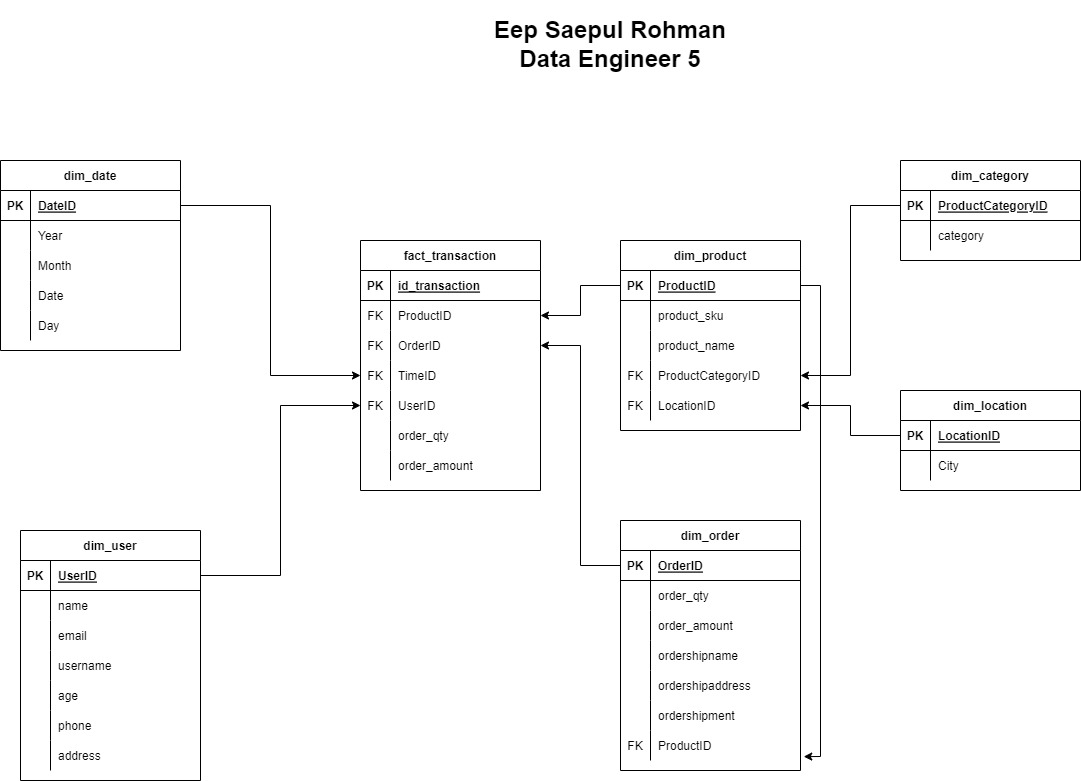 Eep Saepul Rohman
Data Engineer 5
dim_date
PK DateID
Year
Month
Date
Day
fact_transaction
PK id_transaction
FK ProductID
FK OrderID
FK TimeID
FK UserID
order_qty
order_amount
dim_product
PK ProductID
product_sku
product_name
FK ProductCategoryID
FK LocationID
dim_category
PK ProductCategoryID
category
dim_location
PK LocationID
City
dim_user
PK UserID
name
email
username
age
phone
address
dim_order
PK OrderID
order_qty
order_amount
ordershipname
ordershipaddress
ordershipment
FK ProductID